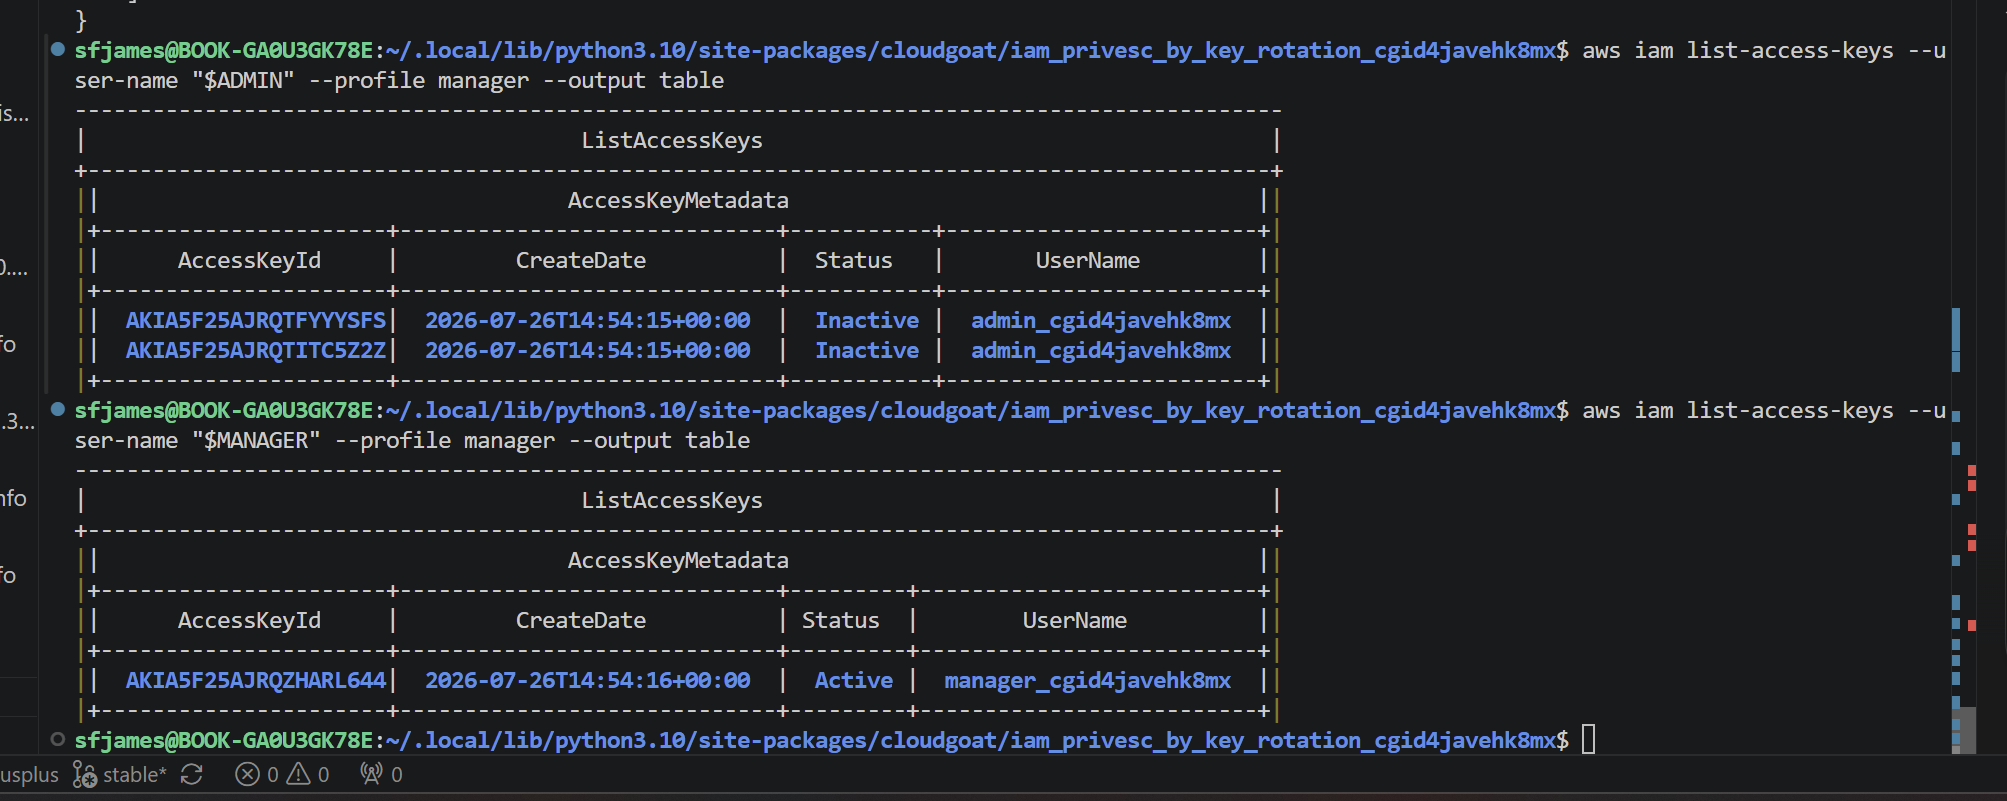 }
sfjames@BOOK-GA0U3GK78E:~/.local/lib/python3.10/site-packages/cloudgoat/iam_privesc_by_key_rotation_cgid4javehk8mx$ aws iam list-access-keys --u
ser-name "$ADMIN" --profile manager --output table
--------------------------------------------------------------------------------------------
|                                      ListAccessKeys                                       |
+-------------------------------------------------------------------------------------------+
||                                    AccessKeyMetadata                                    ||
|+----------------------+-----------------------------+-----------+------------------------+|
||      AccessKeyId     |         CreateDate          |  Status   |       UserName         ||
|+----------------------+-----------------------------+-----------+------------------------+|
||  AKIA5F25AJRQTFYYYSFS|  2026-07-26T14:54:15+00:00  |  Inactive |  admin_cgid4javehk8mx  ||
||  AKIA5F25AJRQTITC5Z2Z|  2026-07-26T14:54:15+00:00  |  Inactive |  admin_cgid4javehk8mx  ||
|+----------------------+-----------------------------+-----------+------------------------+|
sfjames@BOOK-GA0U3GK78E:~/.local/lib/python3.10/site-packages/cloudgoat/iam_privesc_by_key_rotation_cgid4javehk8mx$ aws iam list-access-keys --u
ser-name "$MANAGER" --profile manager --output table
--------------------------------------------------------------------------------------------
|                                      ListAccessKeys                                       |
+-------------------------------------------------------------------------------------------+
||                                    AccessKeyMetadata                                    ||
|+----------------------+-----------------------------+---------+--------------------------+|
||      AccessKeyId     |         CreateDate          | Status  |        UserName          ||
|+----------------------+-----------------------------+---------+--------------------------+|
||  AKIA5F25AJRQZHARL644|  2026-07-26T14:54:16+00:00  |  Active |  manager_cgid4javehk8mx  ||
|+----------------------+-----------------------------+---------+--------------------------+|
sfjames@BOOK-GA0U3GK78E:~/.local/lib/python3.10/site-packages/cloudgoat/iam_privesc_by_key_rotation_cgid4javehk8mx$
usplus stable* 0 0 0